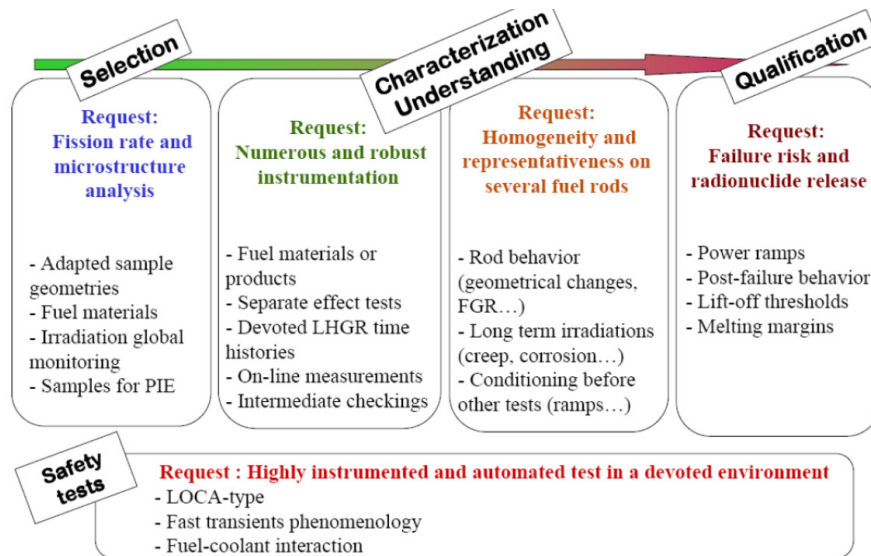 Selection
Characterization
Understanding
Qualification
Request:
Fission rate and
microstructure
analysis
- Adapted sample
geometries
- Fuel materials
- Irradiation global
monitoring
- Samples for PIE
Request:
Numerous and robust
instrumentation
- Fuel materials or
products
- Separate effect tests
- Devoted LHGR time
histories
- On-line measurements
- Intermediate checkings
Request:
Homogeneity and
representativeness on
several fuel rods
- Rod behavior
(geometrical changes,
FGR...)
- Long term irradiations
(creep, corrosion...)
- Conditioning before
other tests (ramps...)
Request:
Failure risk and
radionuclide release
- Power ramps
- Post-failure behavior
- Lift-off thresholds
- Melting margins
Safety
tests
Request : Highly instrumented and automated test in a devoted environment
- LOCA-type
- Fast transients phenomenology
- Fuel-coolant interaction